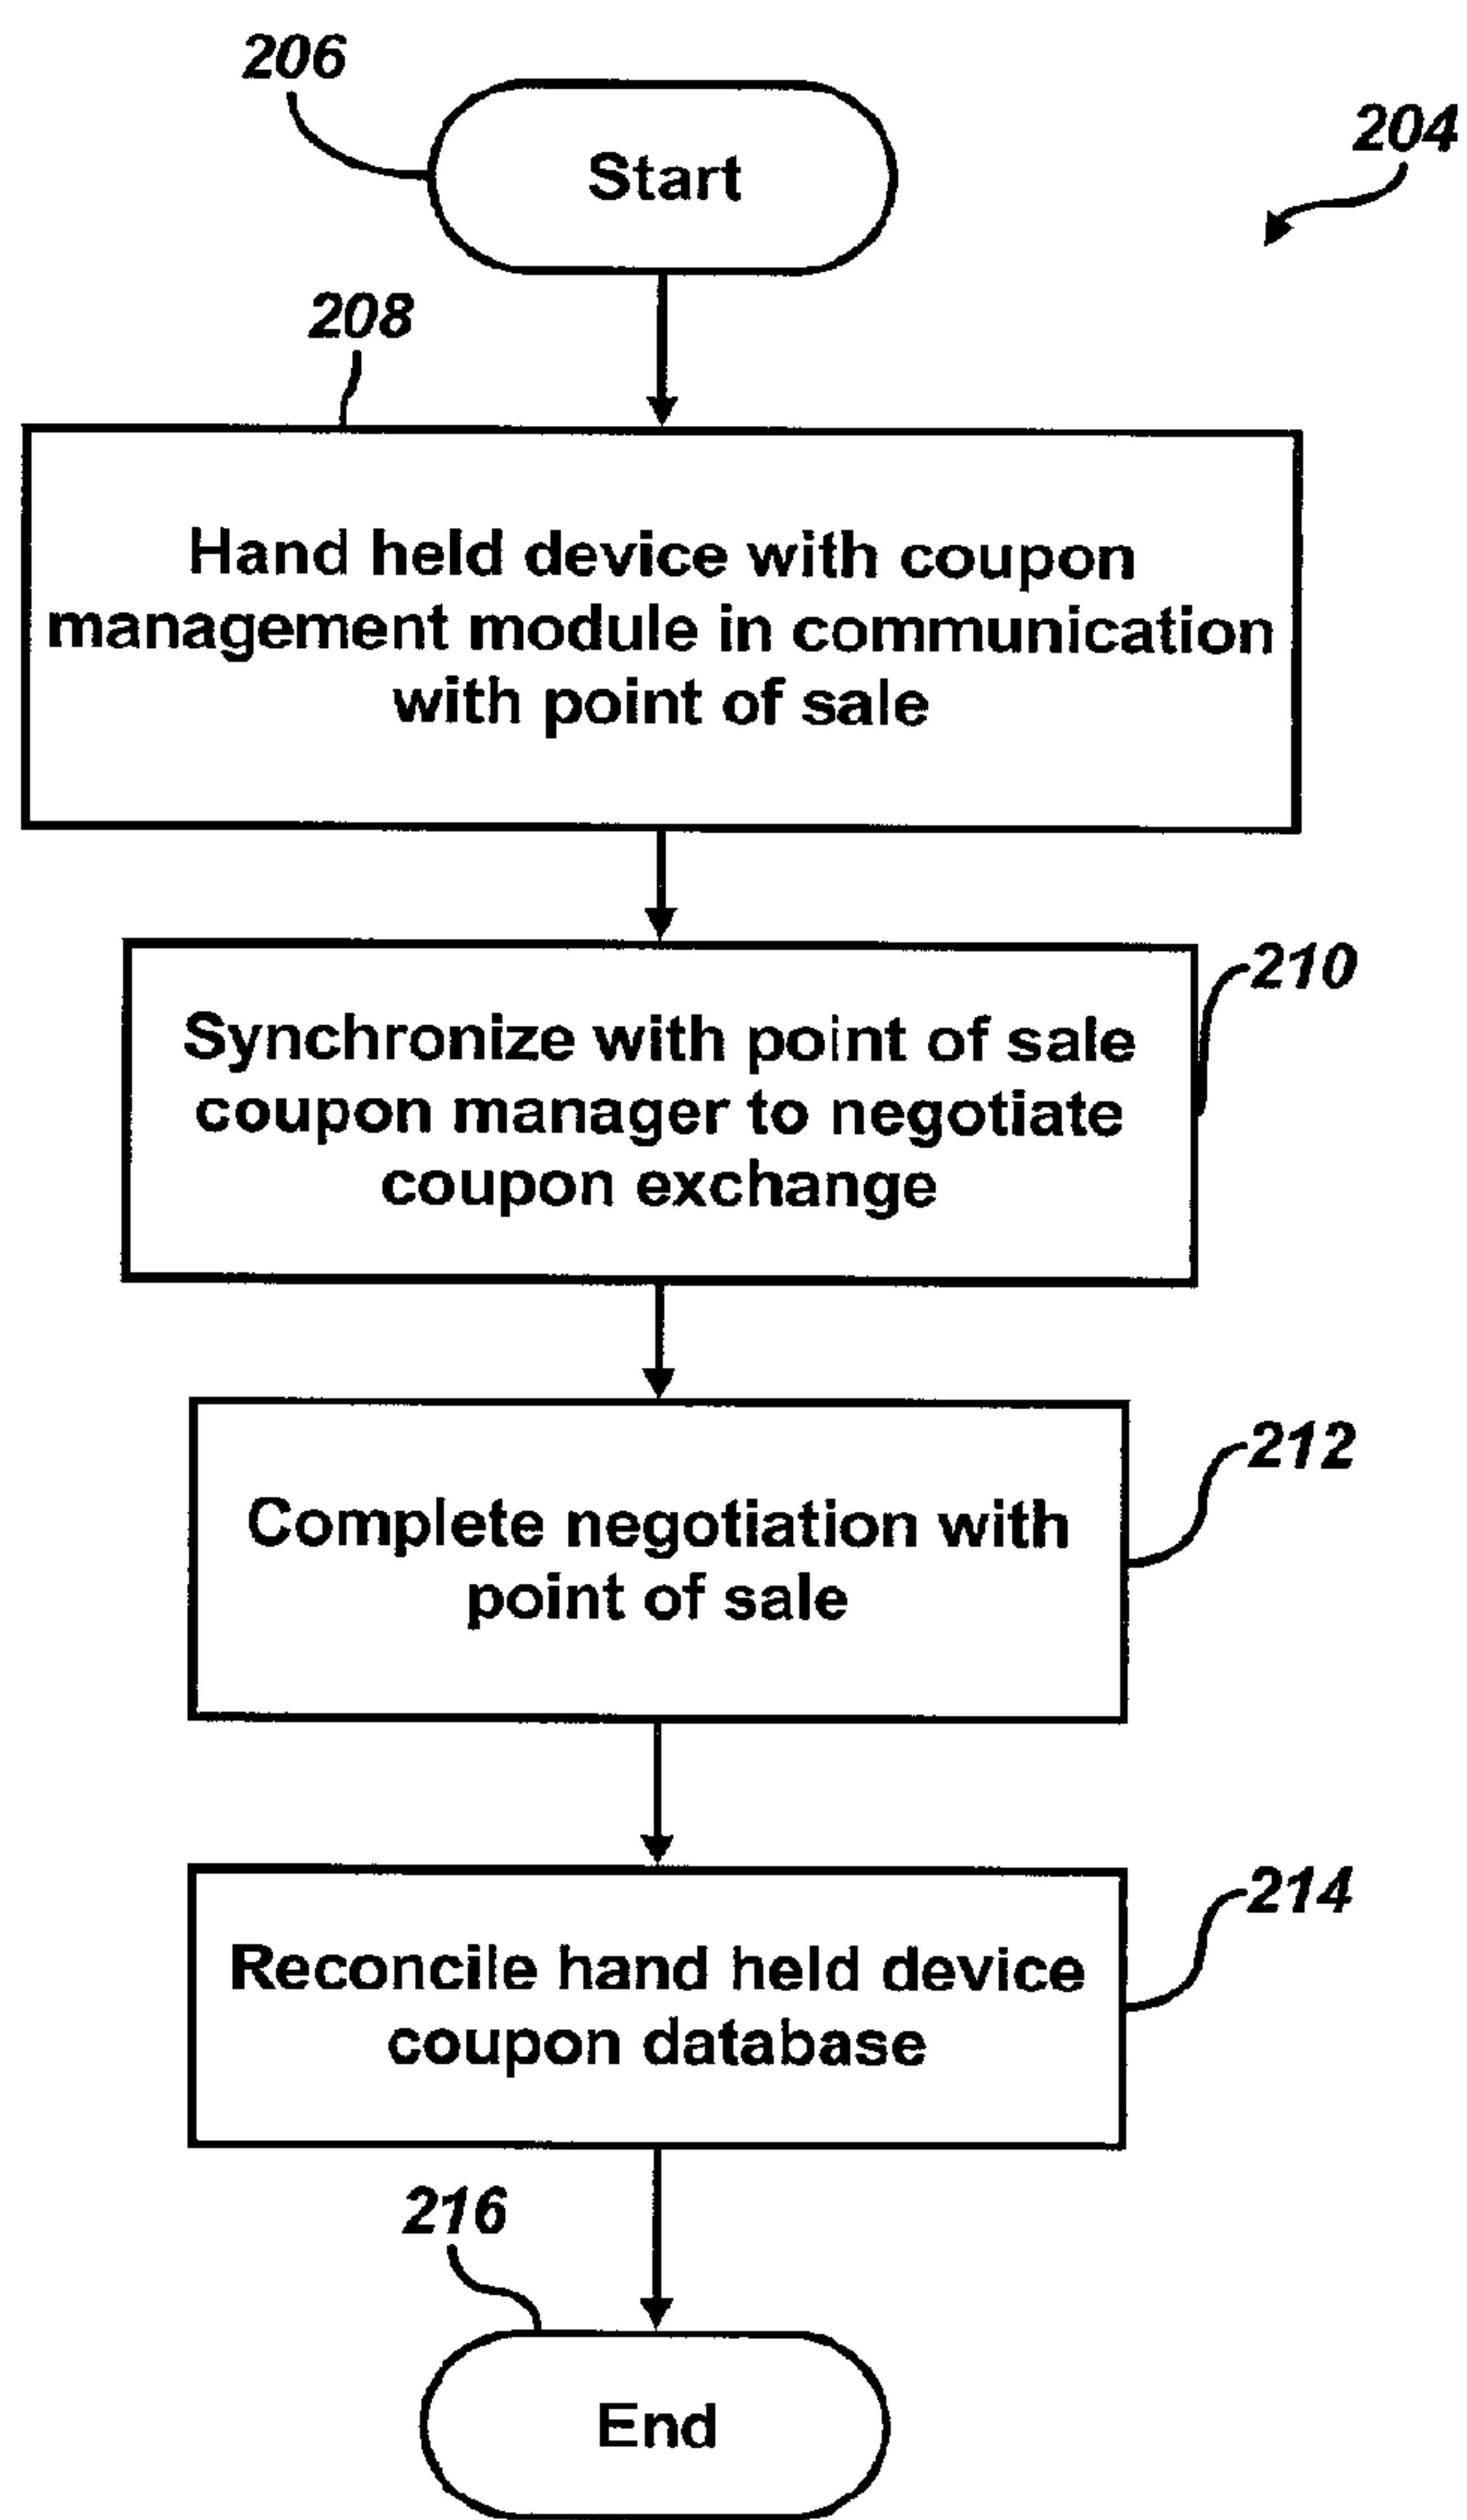 206
Start
204
208
Hand held device with coupon
management module in communication
with point of sale
210
Synchronize with point of sale
coupon manager to negotiate
coupon exchange
212
Complete negotiation with
point of sale
214
Reconcile hand held device
coupon database
216
End